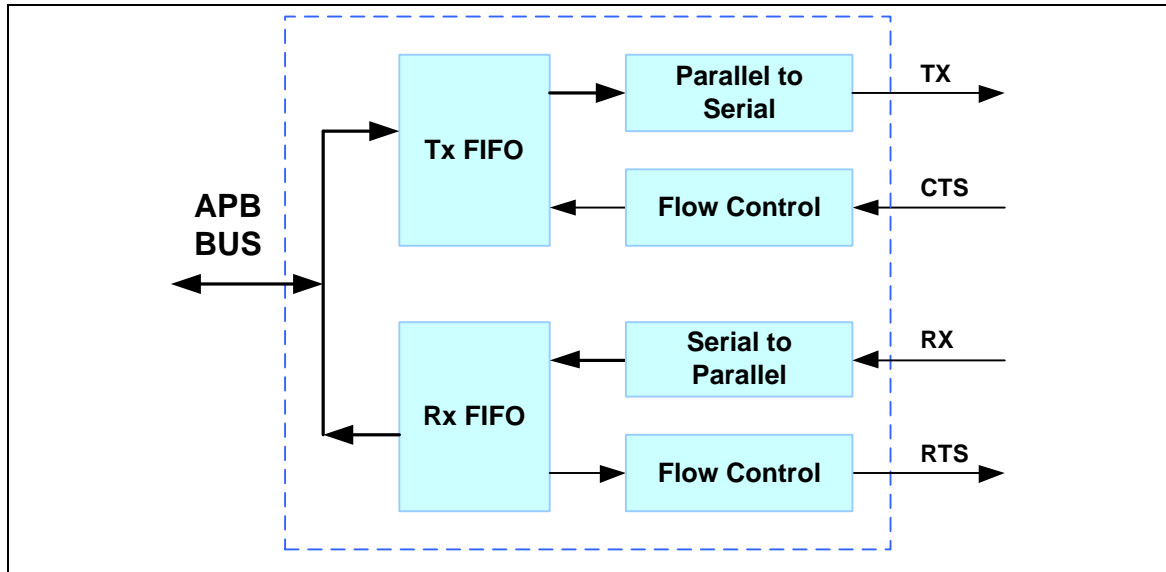 APB
BUS
Tx FIFO
Parallel to
Serial
TX
Flow Control
CTS
Rx FIFO
Serial to
Parallel
RX
Flow Control
RTS